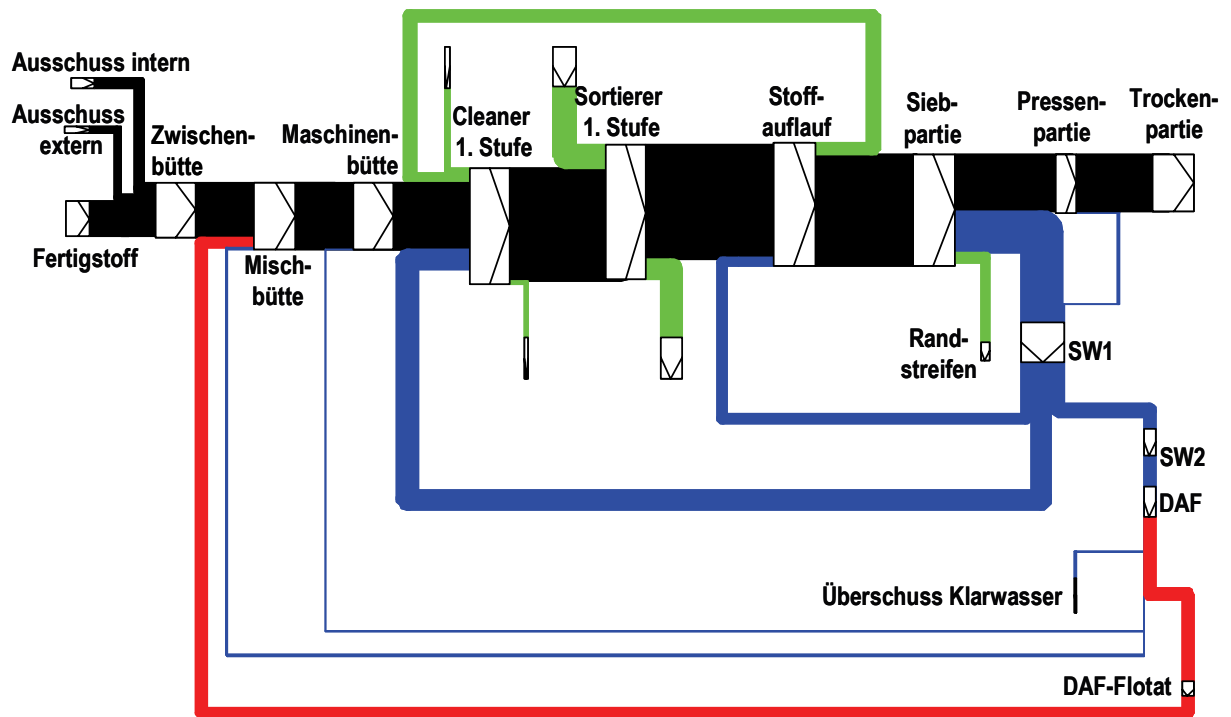 Ausschuss intern
Ausschuss
extern
Zwischen-
bütte
Maschinen-
bütte
Cleaner
1. Stufe
Sortierer
1. Stufe
Stoff-
auflauf
Sieb-
partie
Pressen-
partie
Trocken-
partie
Fertigstoff
Misch-
bütte
Rand-
streifen
SW1
SW2
DAF
Überschuss Klarwasser
DAF-Flotat